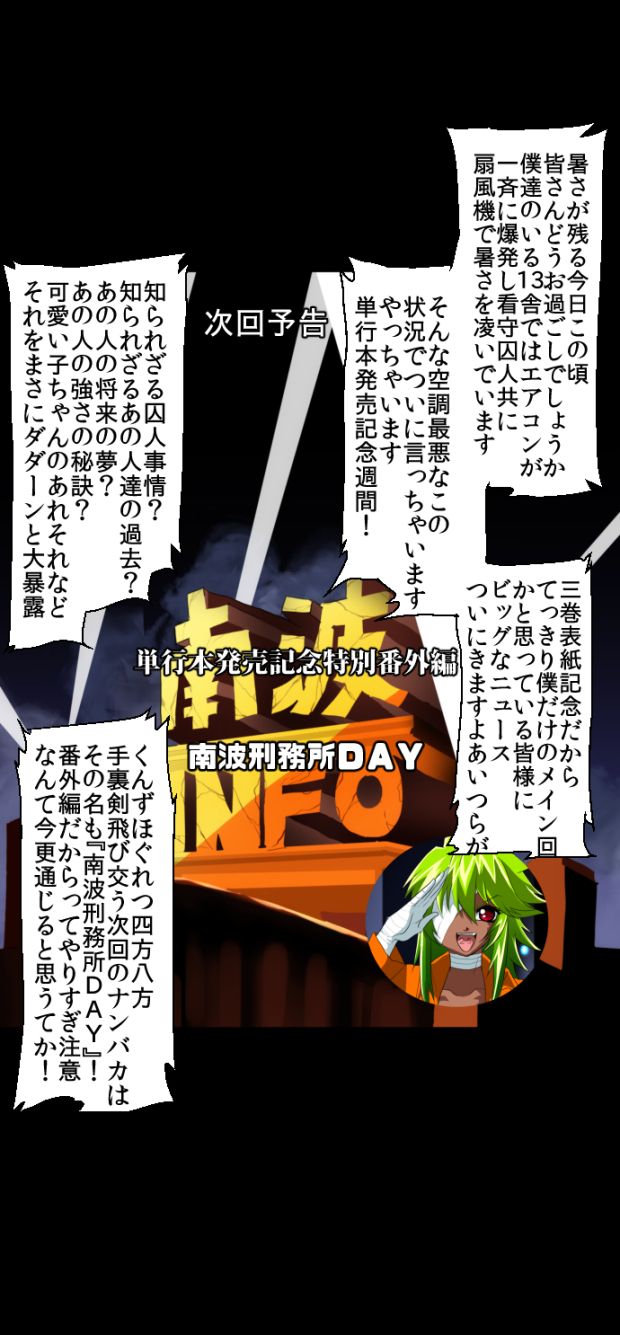 暑さが残る今日この頃
皆さんどうお過ごしでしょうか
僕達のいる13舎ではエアコンが
一斉に爆発し看守囚人共に
扇風機で暑さを凌いでいます
そんな空調最悪なこの
状況でついに言っちゃいます
やっちゃいます
単行本発売記念週間！
三巻表紙記念だから
てっきり僕だけのメイン回
かと思っている皆様に
ビッグなニュース
ついにきますよあいつらが
次回予告
知られざる囚人事情？
知られざるあの人達の過去？
あの人の将来の夢？
あの人の強さの秘訣？
可愛い子ちゃんのあれそれなど
それをまさにダダーンと大暴露
南波
単行本発売記念特別番外編
南波刑務所DAY
INFO
くんずほぐれつ四方八方
手裏剣飛び交う次回のナンバカは
その名も『南波刑務所DAY』！
番外編だからってやりすぎ注意
なんて今更通じると思うてか！